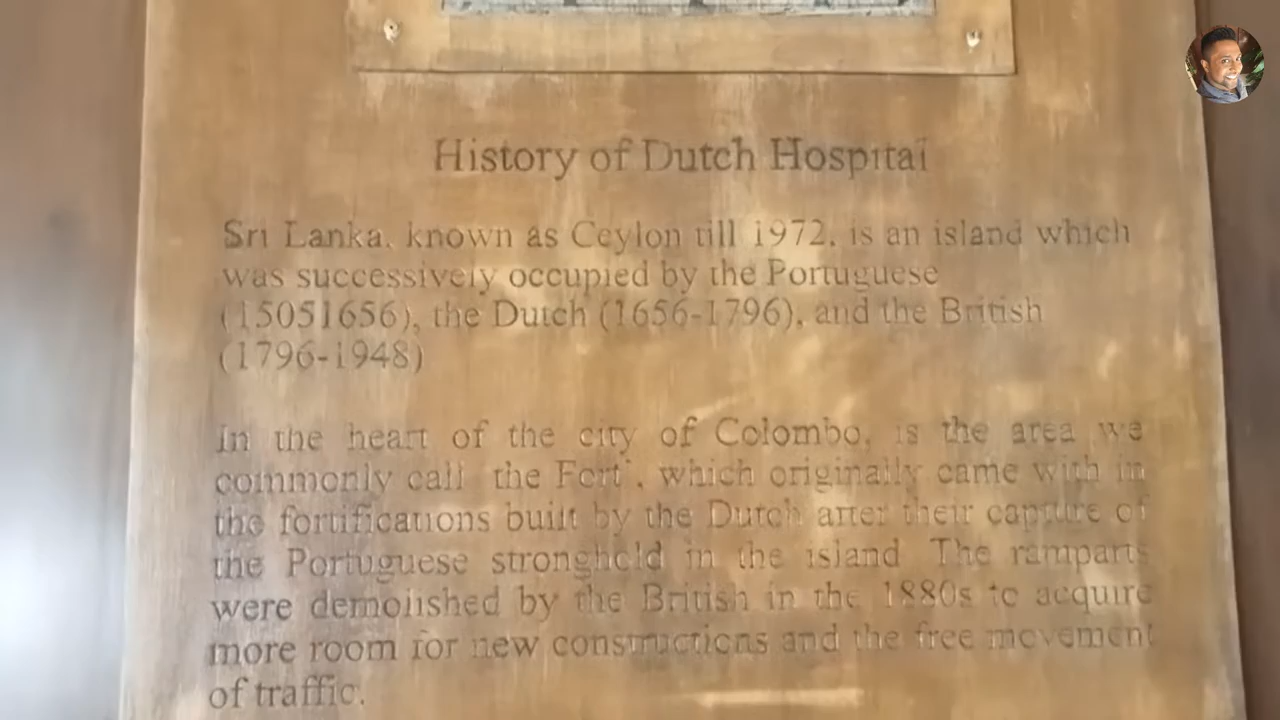 History of Dutch Hospital
Sri Lanka, known as Ceylon till 1972, is an island which
was successively occupied by the Portuguese
(15051656), the Dutch (1656-1796), and the British
(1796-1948)
In the heart of the city of Colombo, is the area we
commonly call the Fort', which originally came with in
the fortifications built by the Dutch after their capture of
the Portuguese stronghold in the island The ramparts
were demolished by the British in the 1880s to acquire
more room for new constructions and the free movement
of traffic.